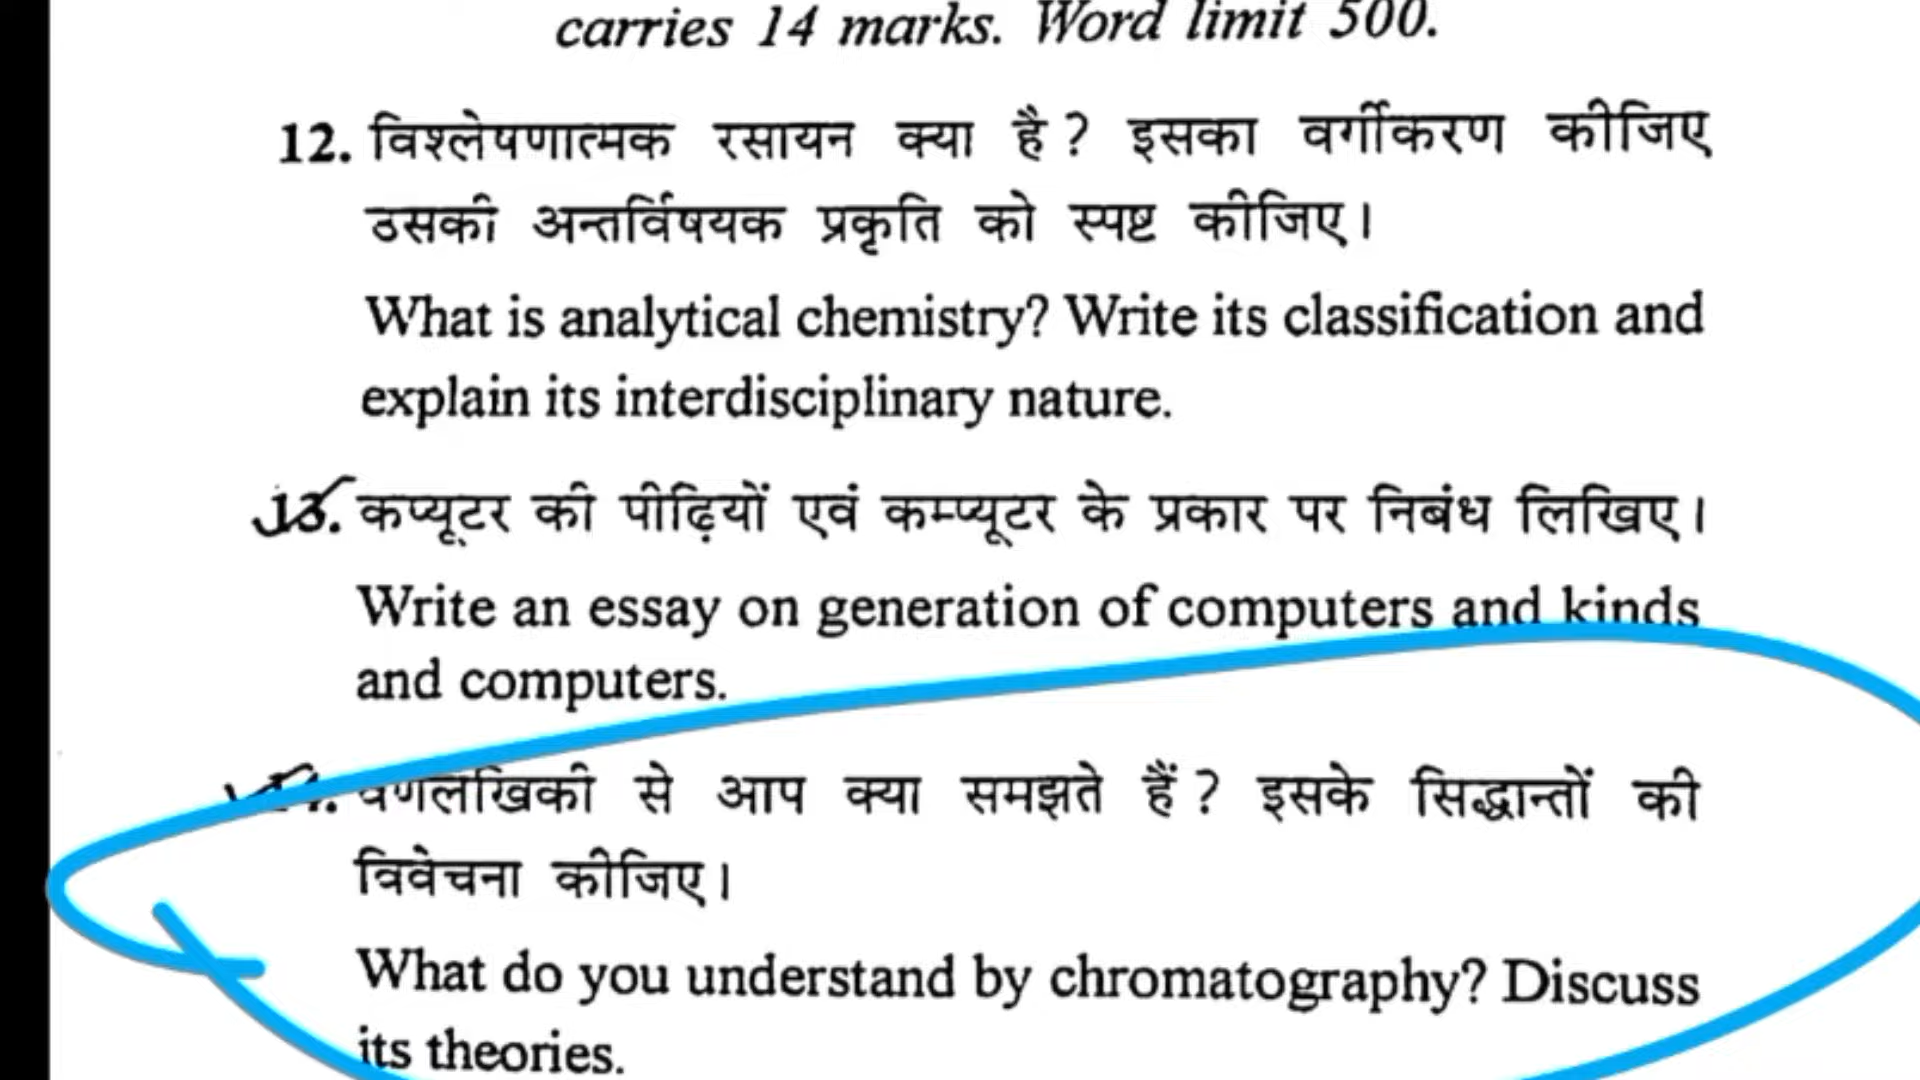 carries 14 marks. Word limit 500.
12. विश्लेषणात्मक रसायन क्या है? इसका वर्गीकरण कीजिए
उसकी अन्तर्विषयक प्रकृति को स्पष्ट कीजिए।
What is analytical chemistry? Write its classification and
explain its interdisciplinary nature.
13. कप्यूटर की पीढ़ियों एवं कम्प्यूटर के प्रकार पर निबंध लिखिए।
Write an essay on generation of computers and kinds
and computers.
से आप क्या समझते हैं? इसके सिद्धान्तों की
विवेचना कीजिए।
What do you understand by chromatography? Discuss
its theories.